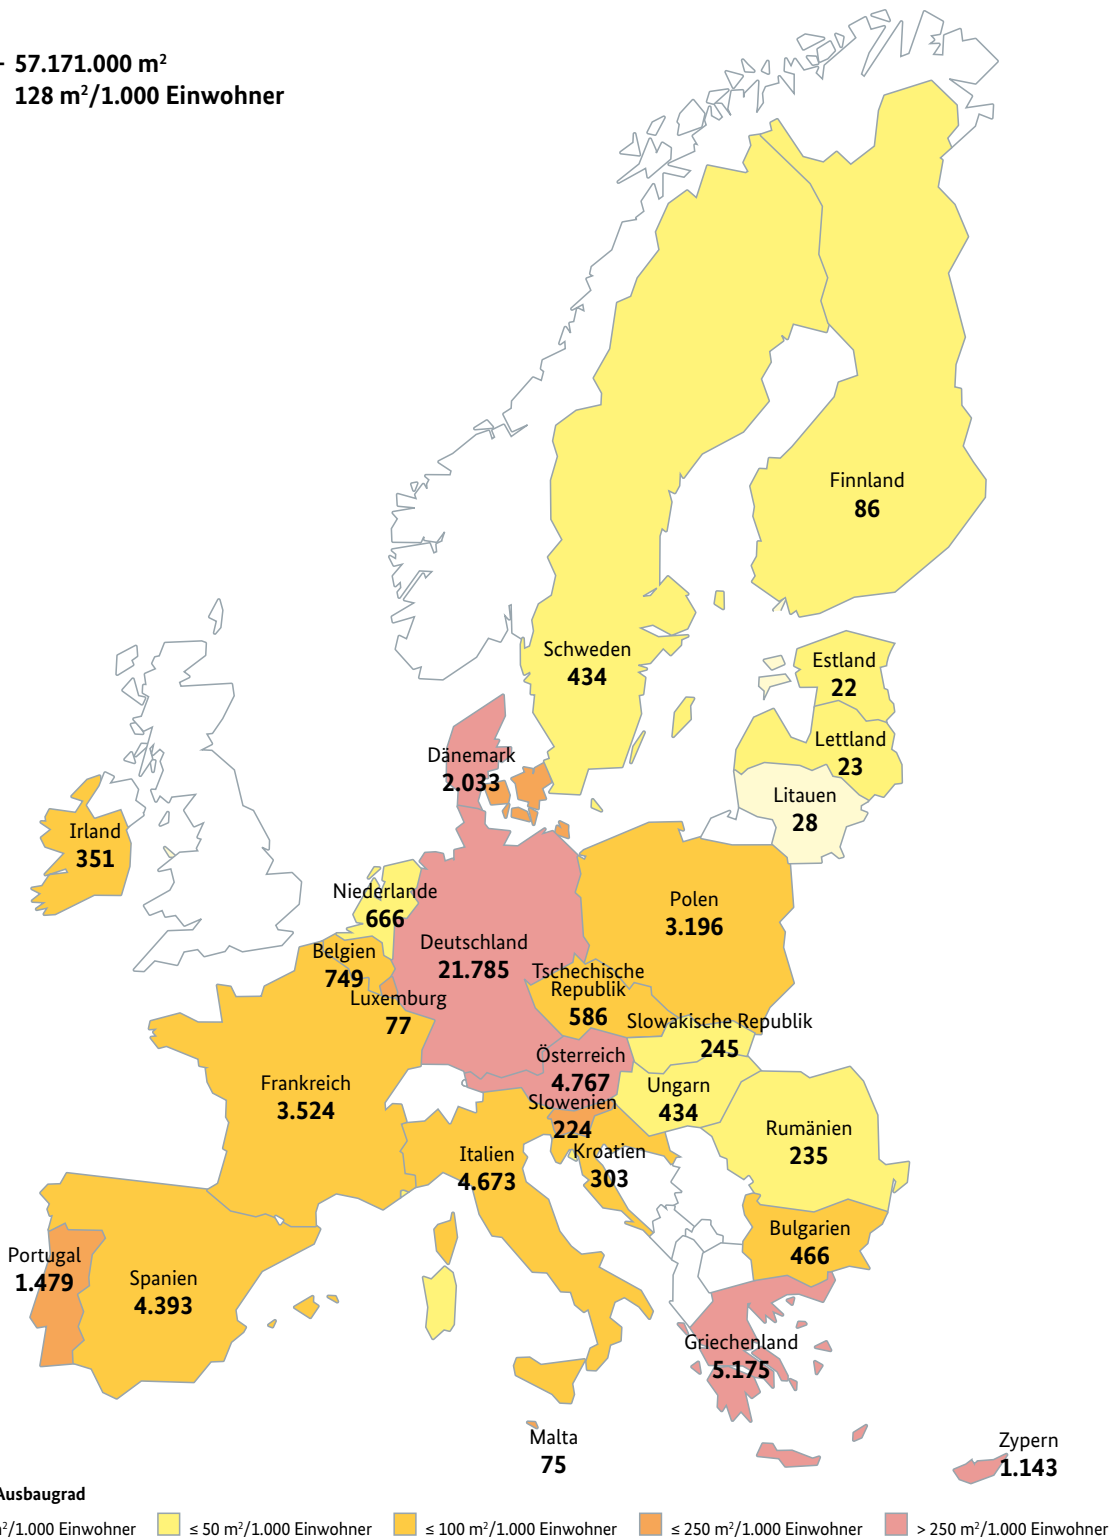 - 57.171.000 m²
128 m²/1.000 Einwohner
Finnland
86
Schweden
434
Estland
22
Lettland
23
Litauen
28
Dänemark
2.033
Irland
351
Niederlande
666
Polen
3.196
Deutschland
21.785
Belgien
749
Luxemburg
77
Tschechische
Republik
586
Slowakische Republik
245
Österreich
4.767
Ungarn
434
Frankreich
3.524
Slowenien
224
Rumänien
235
Italien
4.673
Kroatien
303
Bulgarien
466
Portugal
1.479
Spanien
4.393
Griechenland
5.175
Malta
75
Zypern
1.143
Ausbaugrad
m²/1.000 Einwohner
≤ 50 m²/1.000 Einwohner
≤ 100 m²/1.000 Einwohner
≤ 250 m²/1.000 Einwohner
> 250 m²/1.000 Einwohner